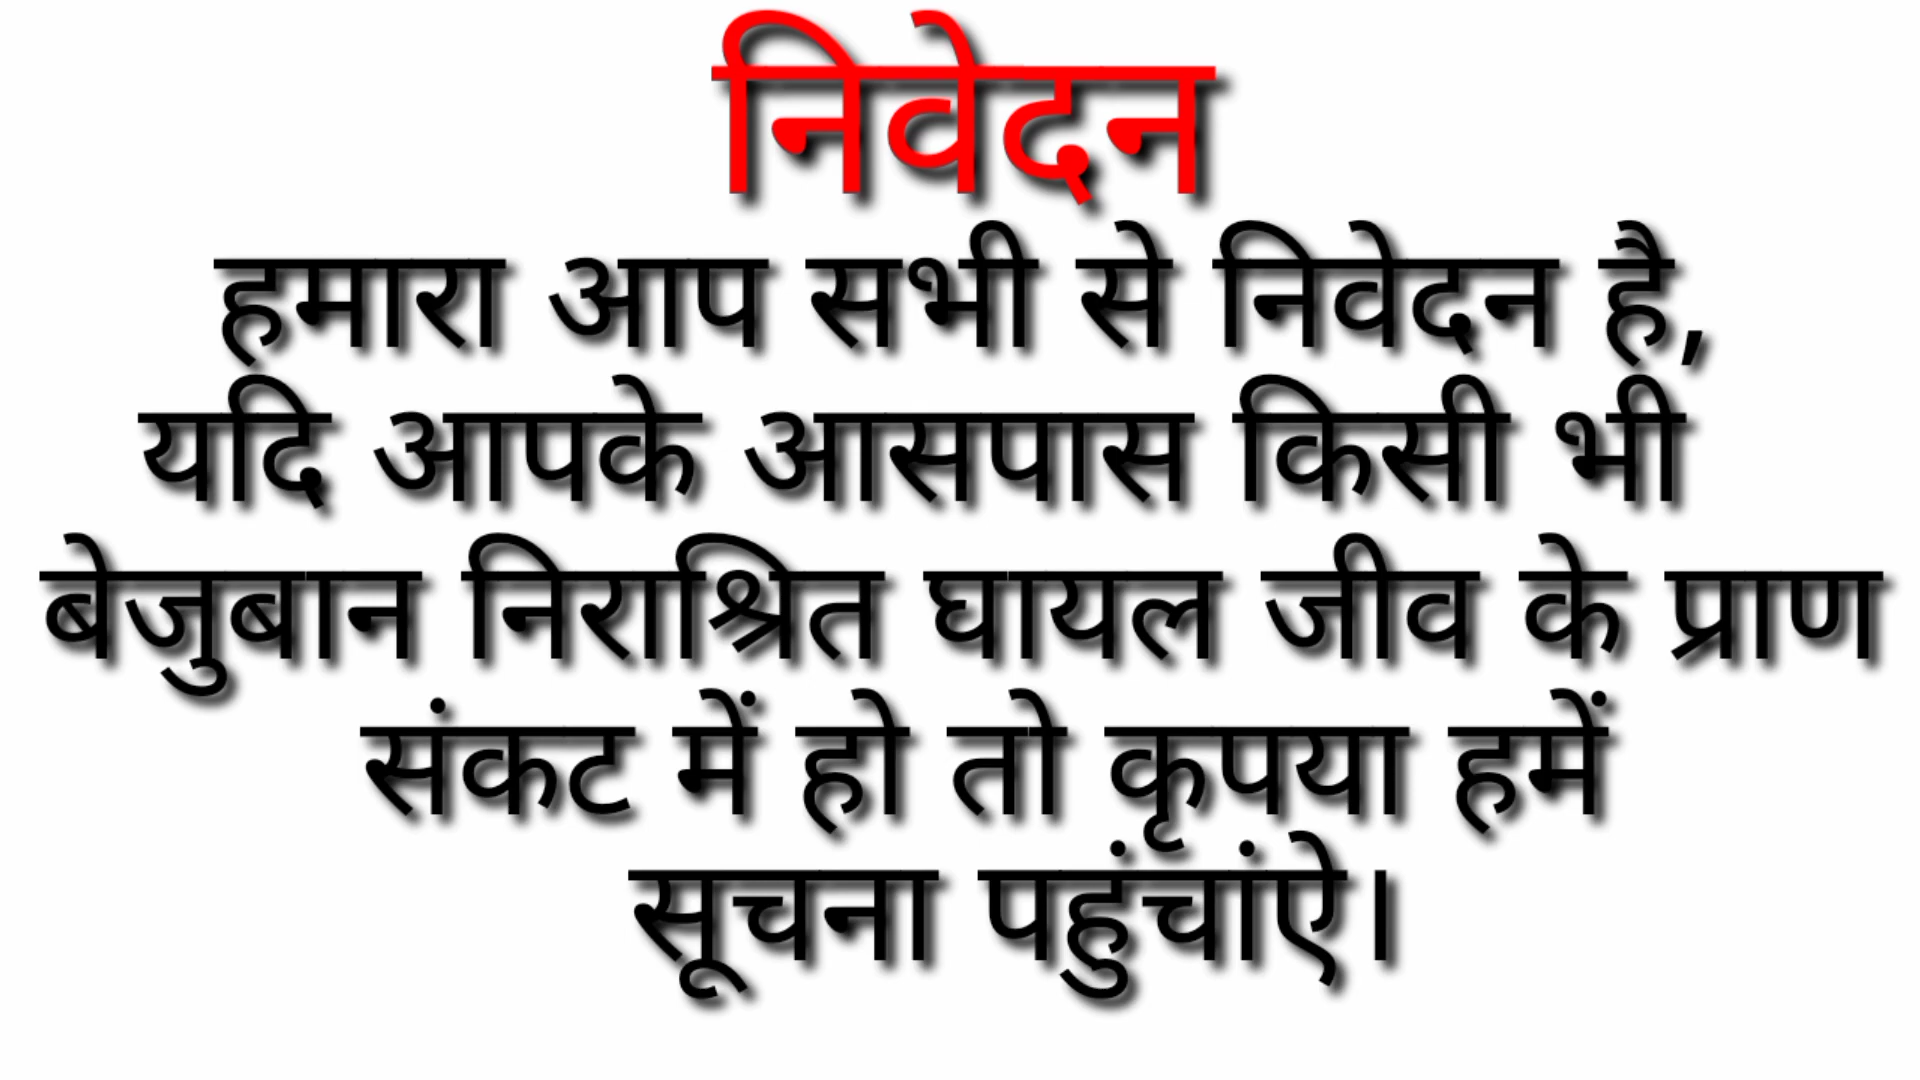 निवेदन
हमारा आप सभी से निवेदन है,
यदि आपके आसपास किसी भी
बेजुबान निराश्रित घायल जीव के प्राण
संकट में हो तो कृपया हमें
सूचना पहुंचांऐ।